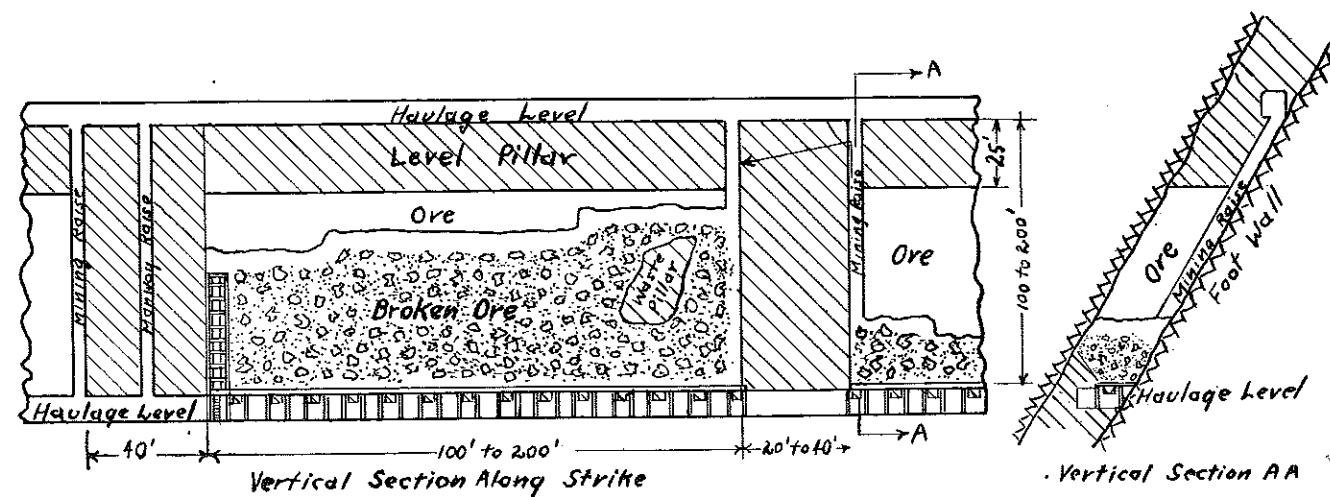 A
Haulage Level
Level Pillar
25'
Mining Raise
Manway Raise
Mining Raise
Ore
Ore
Waste Pillar
Broken Ore
100 to 200'
Ore
Mining Raise
Foot Wall
Haulage Level
Haulage Level
A
40'
100' to 200'
20' to 40'
Vertical Section Along Strike
Vertical Section AA